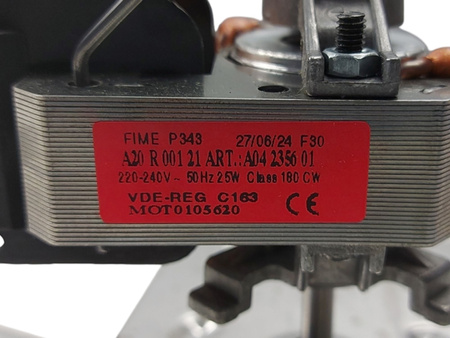 FIME P343 27/06/24 F30
A20 R 001 21 ART.:A04 2356 01
220-240V~ 50Hz 25W Class 180.CW
VDE-REG C163
MOT0105620 CE